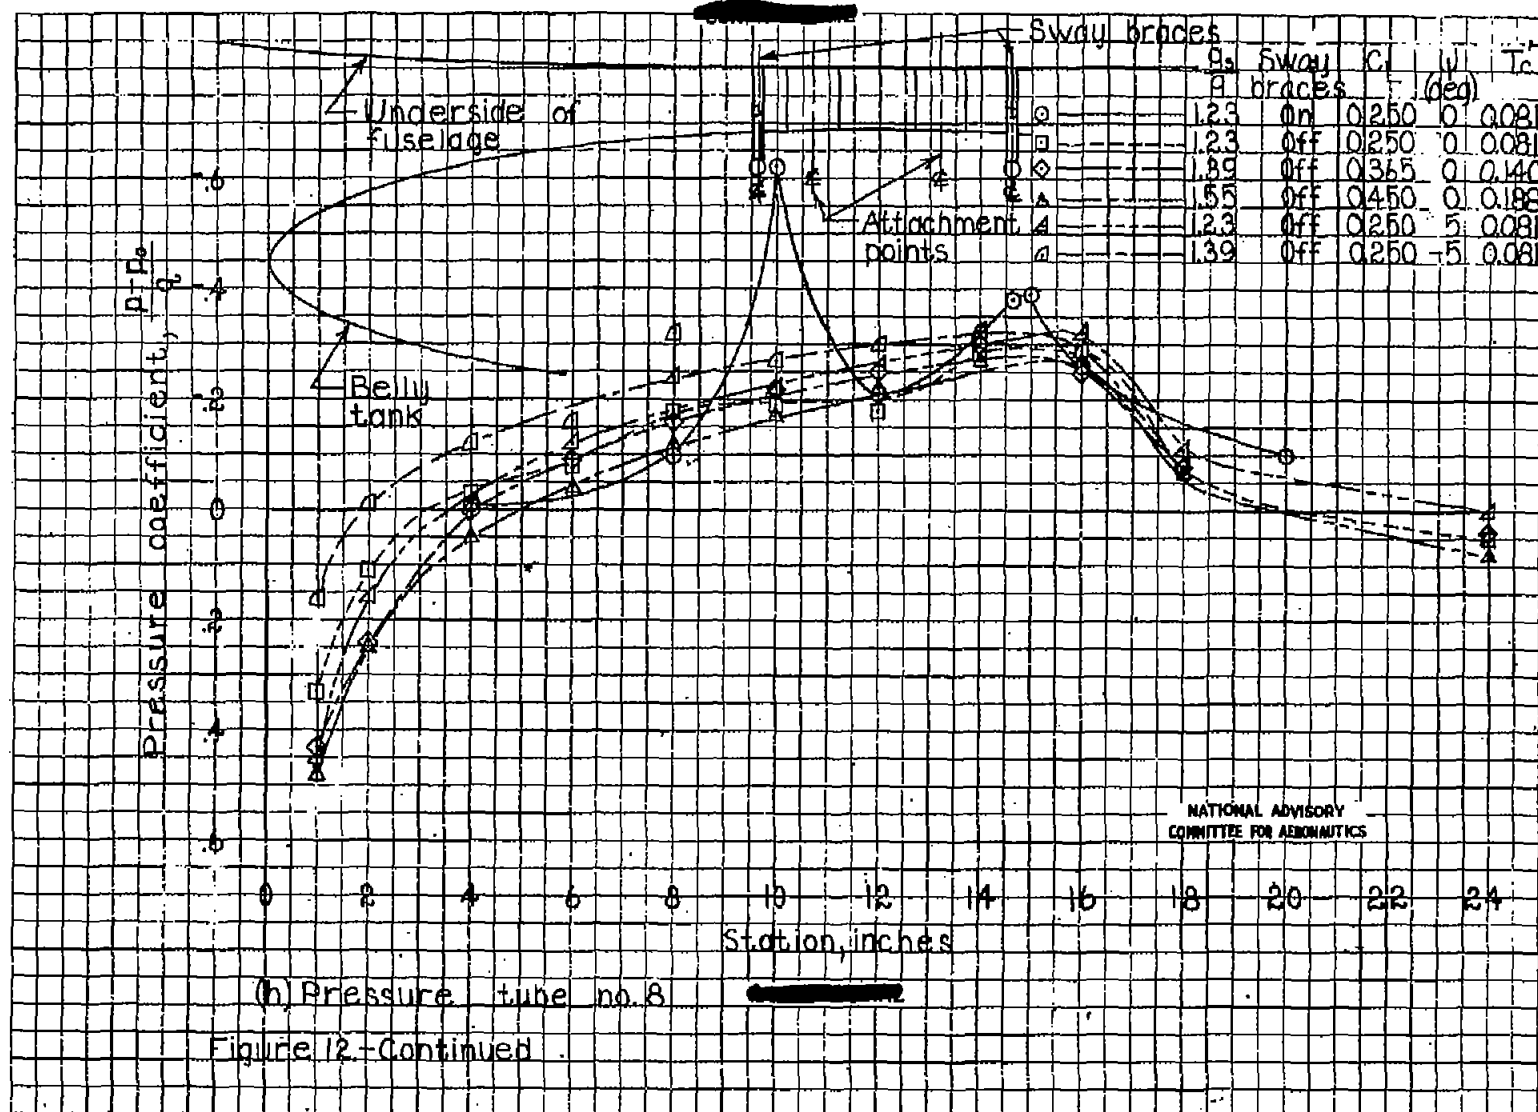 Sway braces
qs/q Sway braces CL ψ (deg) Tc'
1.23 On 0.250 0 0.081
1.23 Off 0.250 0 0.081
1.39 Off 0.365 0 0.140
1.55 Off 0.450 0 0.188
1.23 Off 0.250 5 0.081
1.39 Off 0.250 -5 0.081
Underside of
fuselage
Attachment
points
Belly
tank
Pressure coefficient, p-p₀/q
-.6
-.4
-.2
0
.2
.4
.6
0 2 4 6 8 10 12 14 16 18 20 22 24
Station, inches
NATIONAL ADVISORY
COMMITTEE FOR AERONAUTICS
(h) Pressure tube no. 8
Figure 12.-Continued